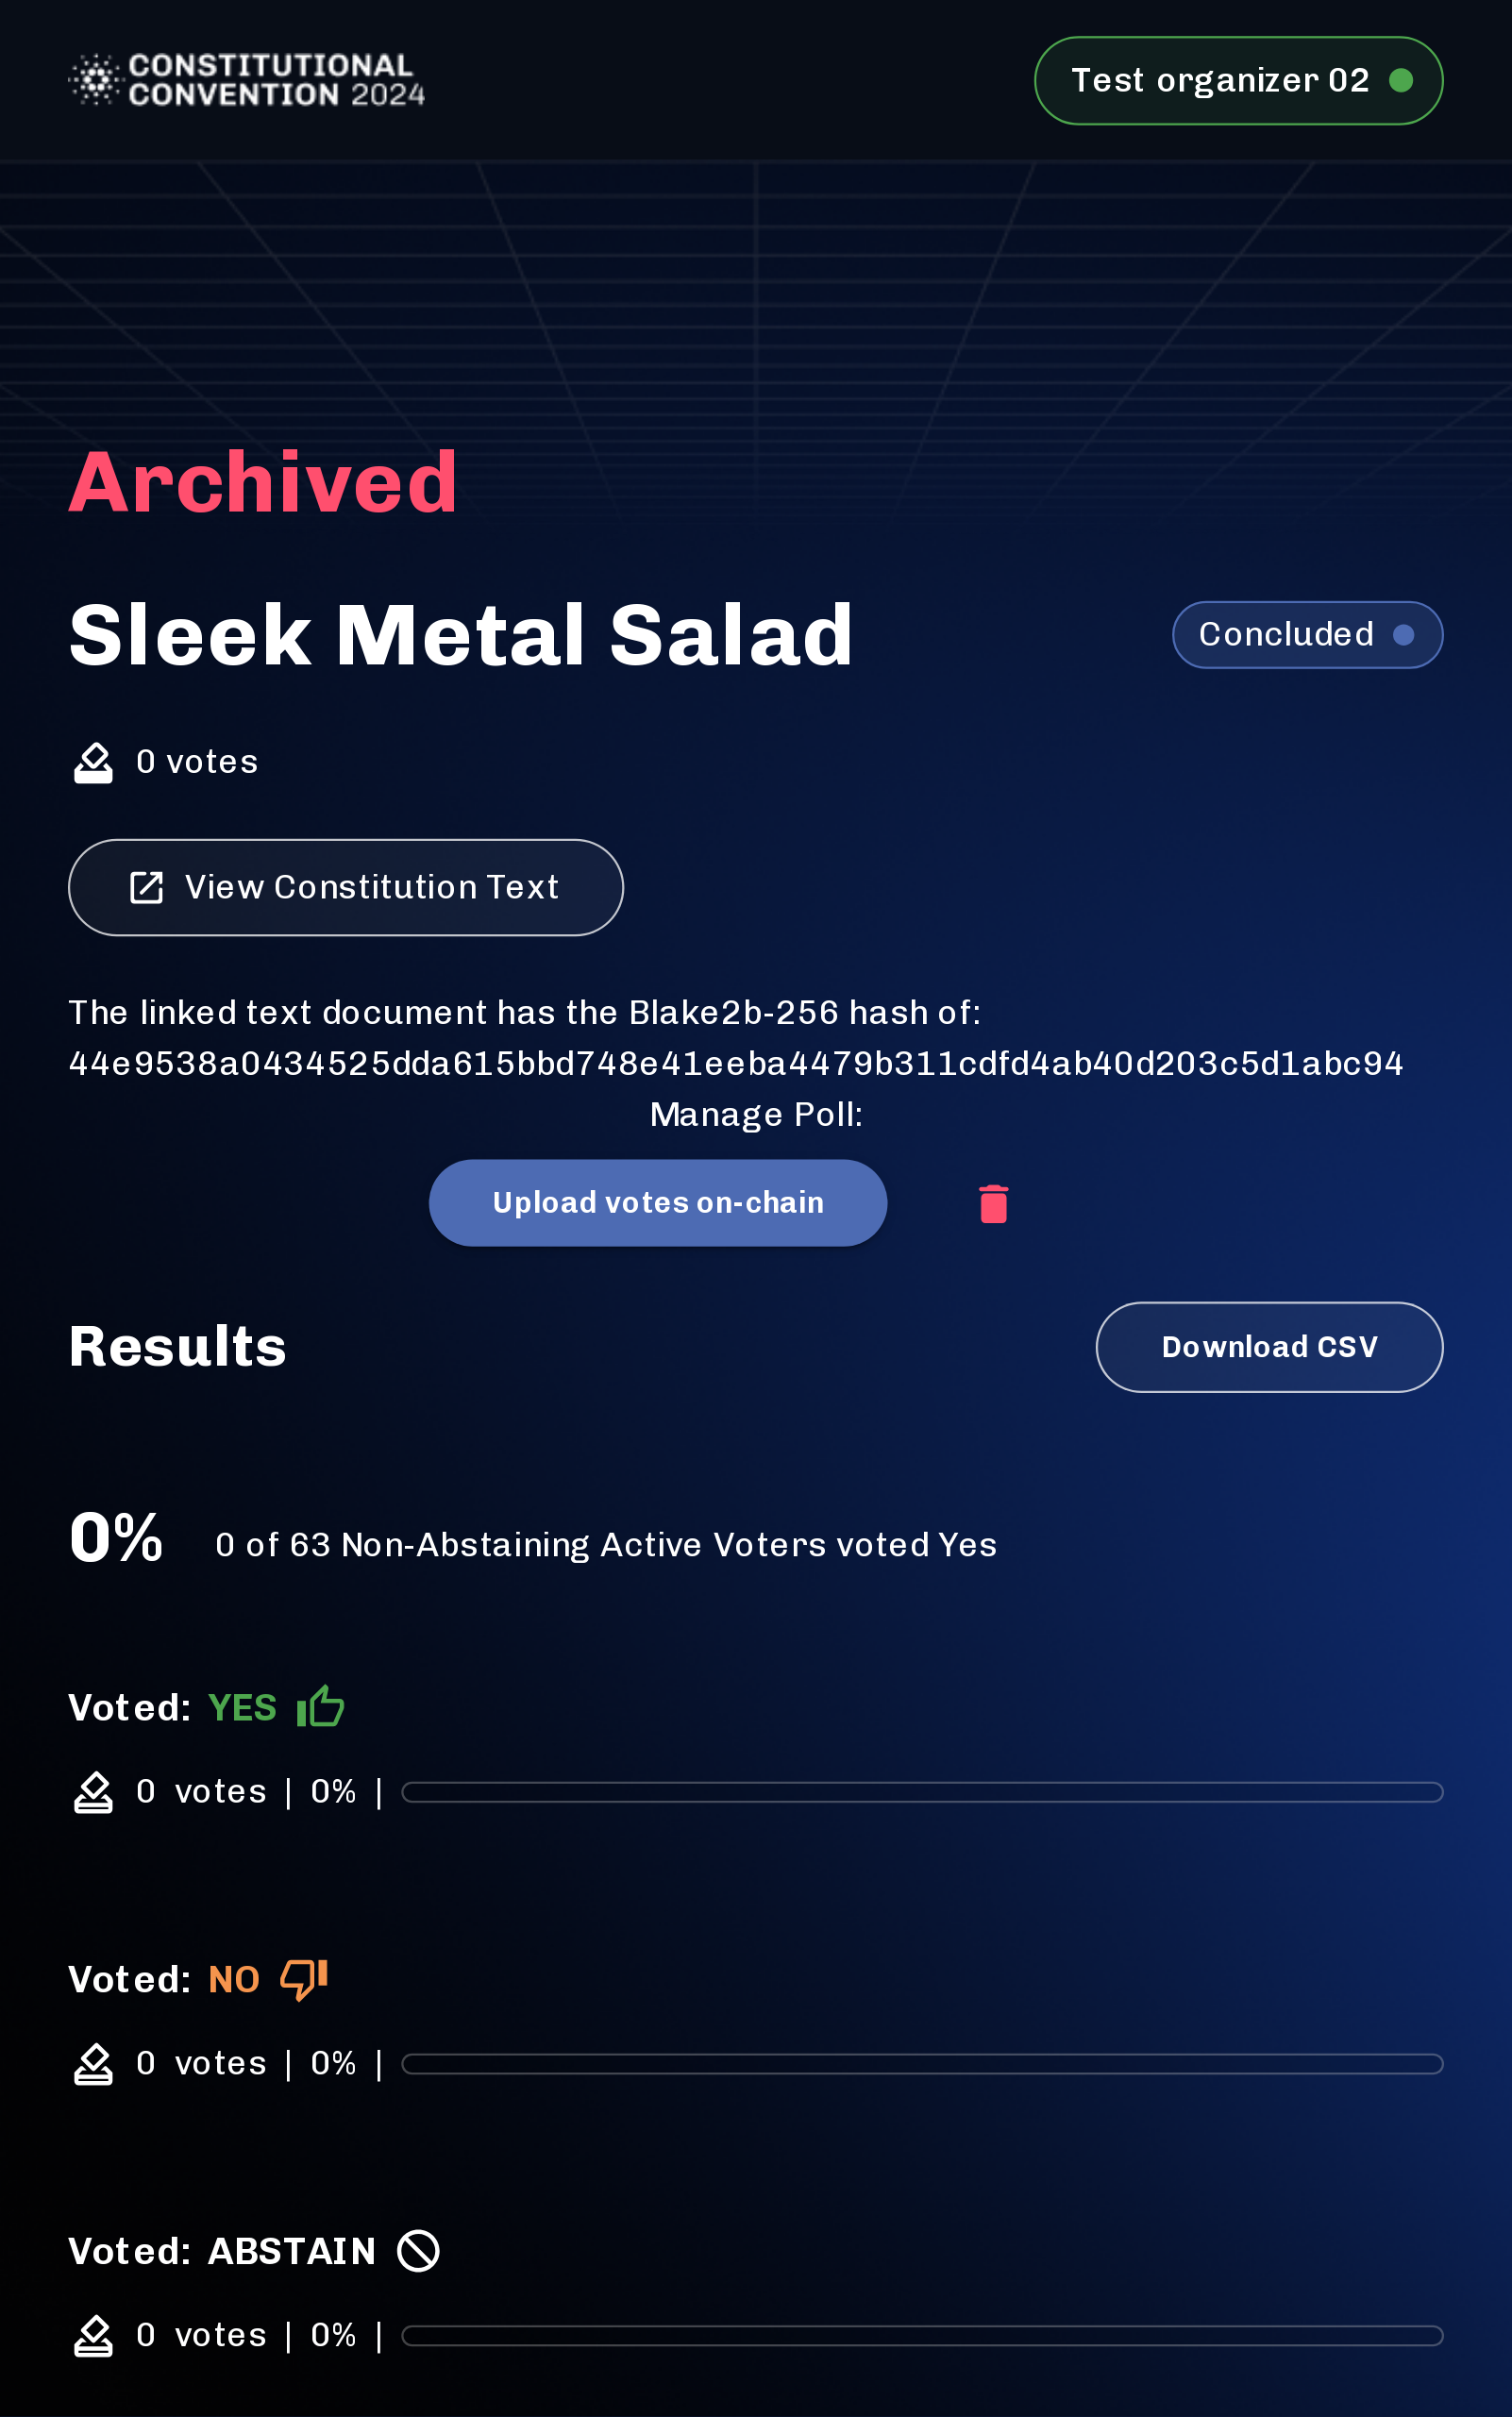 CONSTITUTIONAL
CONVENTION 2024
Test organizer 02
Archived
Sleek Metal Salad
Concluded
0 votes
View Constitution Text
The linked text document has the Blake2b-256 hash of:
44e9538a0434525dda615bbd748e41eeba4479b311cdfd4ab40d203c5d1abc94
Manage Poll:
Upload votes on-chain
Results
Download CSV
0%
0 of 63 Non-Abstaining Active Voters voted Yes
Voted: YES
0 votes | 0% |
Voted: NO
0 votes | 0% |
Voted: ABSTAIN
0 votes | 0% |